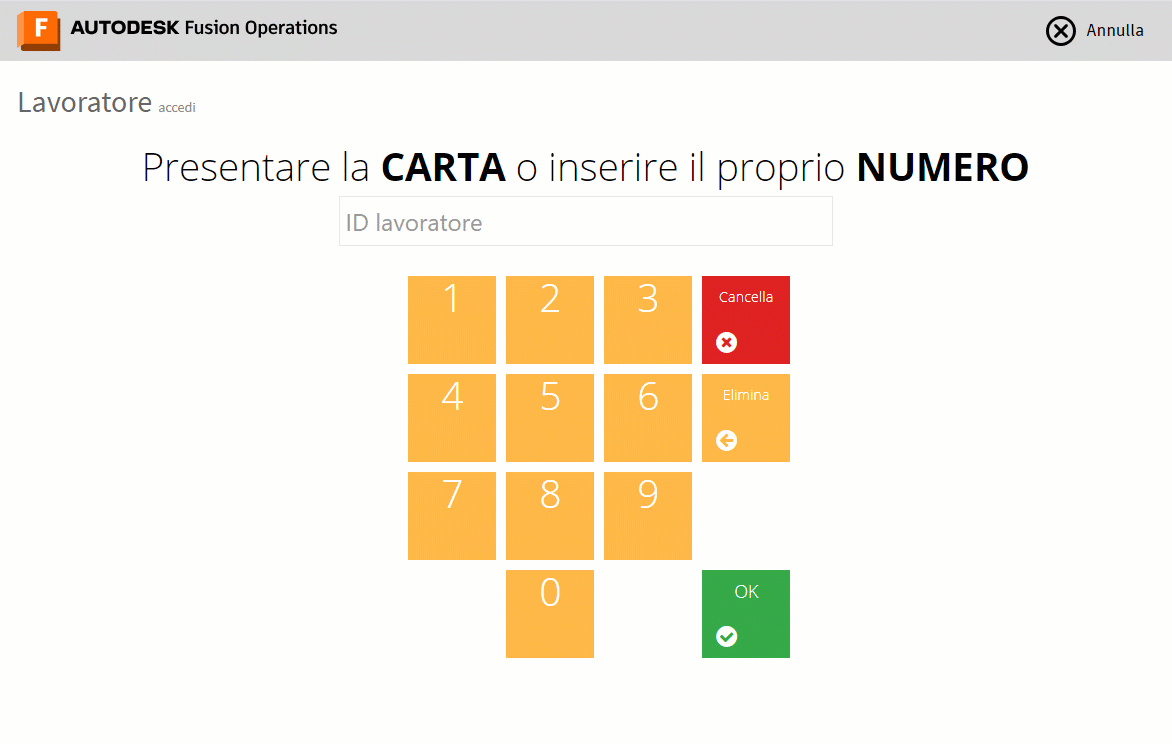 F AUTODESK Fusion Operations
Annulla
Lavoratore accedi
Presentare la CARTA o inserire il proprio NUMERO
ID lavoratore
1 2 3 Cancella
4 5 6 Elimina
7 8 9
0 OK